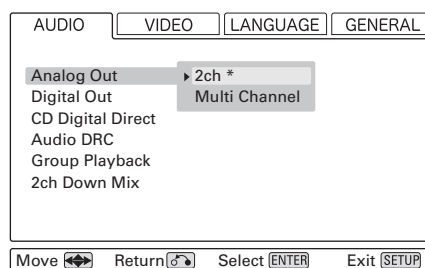 AUDIO VIDEO LANGUAGE GENERAL
Analog Out 2ch *
Digital Out Multi Channel
CD Digital Direct
Audio DRC
Group Playback
2ch Down Mix
Move Return Select ENTER Exit SETUP